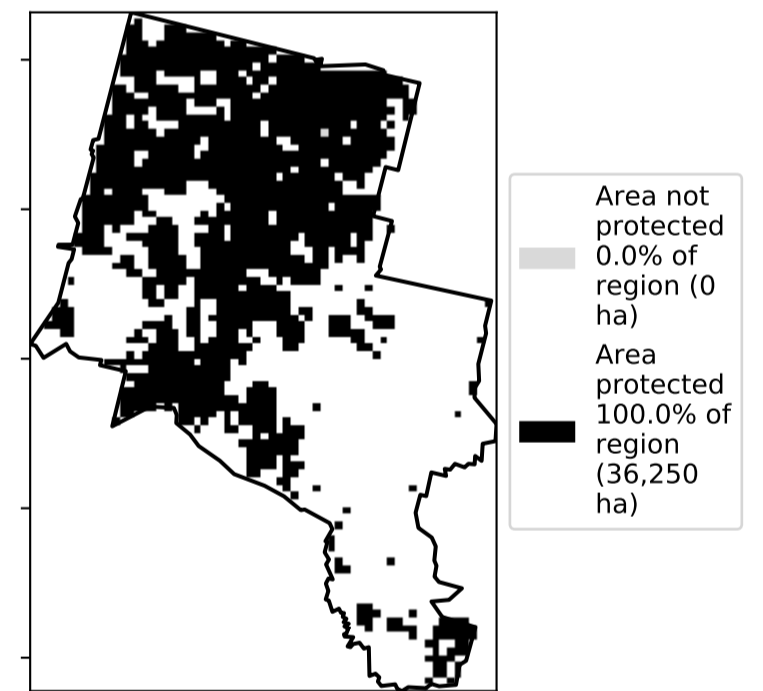 Area not
protected
0.0% of
region (0
ha)
Area
protected
100.0% of
region
(36,250
ha)